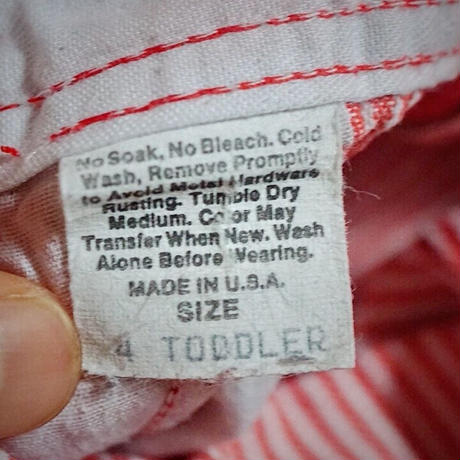 No Soak, No Bleach. Cold
Wash, Remove Promptly
to Avoid Metal Hardware
Rusting. Tumble Dry
Medium. Color May
Transfer When New. Wash
Alone Before Wearing.
MADE IN U.S.A.
SIZE
4 TODDLER